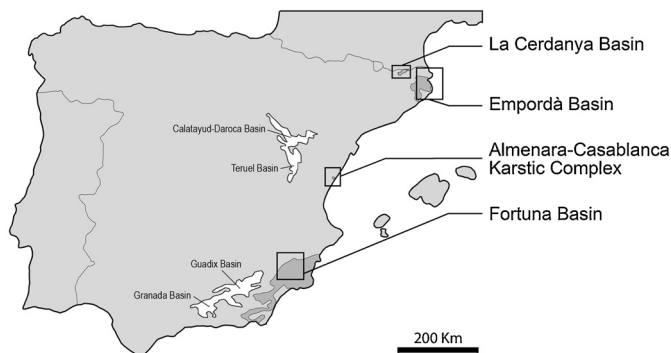 La Cerdanya Basin
Empordà Basin
Calatayud-Daroca Basin
Almenara-Casablanca
Karstic Complex
Teruel Basin
Fortuna Basin
Guadix Basin
Granada Basin
200 Km